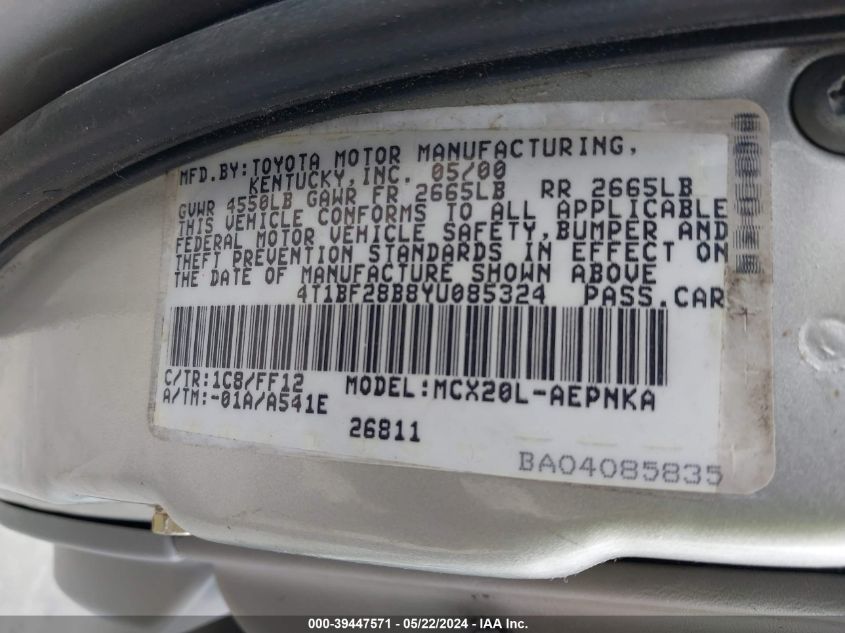 MFD.BY:TOYOTA MOTOR MANUFACTURING,
KENTUCKY,INC. 05/00
GVWR 4550LB GAWR FR 2665LB RR 2665LB
THIS VEHICLE CONFORMS TO ALL APPLICABLE
FEDERAL MOTOR VEHICLE SAFETY,BUMPER AND
THEFT PREVENTION STANDARDS IN EFFECT ON
THE DATE OF MANUFACTURE SHOWN ABOVE
4T1BF28B8YU085324 PASS.CAR
C/TR:1C8/FF12 MODEL:MCX20L-AEPNKA
A/TM:-01A/A541E
26811
BA04085835
000-39447571 - 05/22/2024 - IAA Inc.